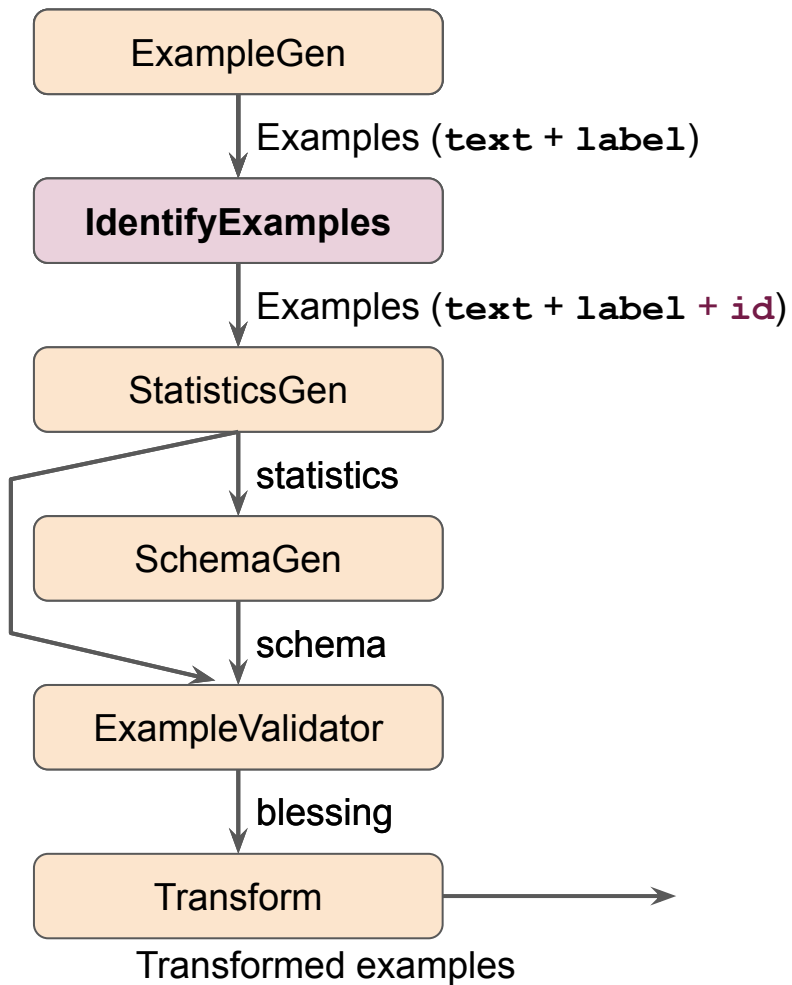 ExampleGen
Examples (text + label)
IdentifyExamples
Examples (text + label + id)
StatisticsGen
statistics
SchemaGen
schema
ExampleValidator
blessing
Transform
Transformed examples